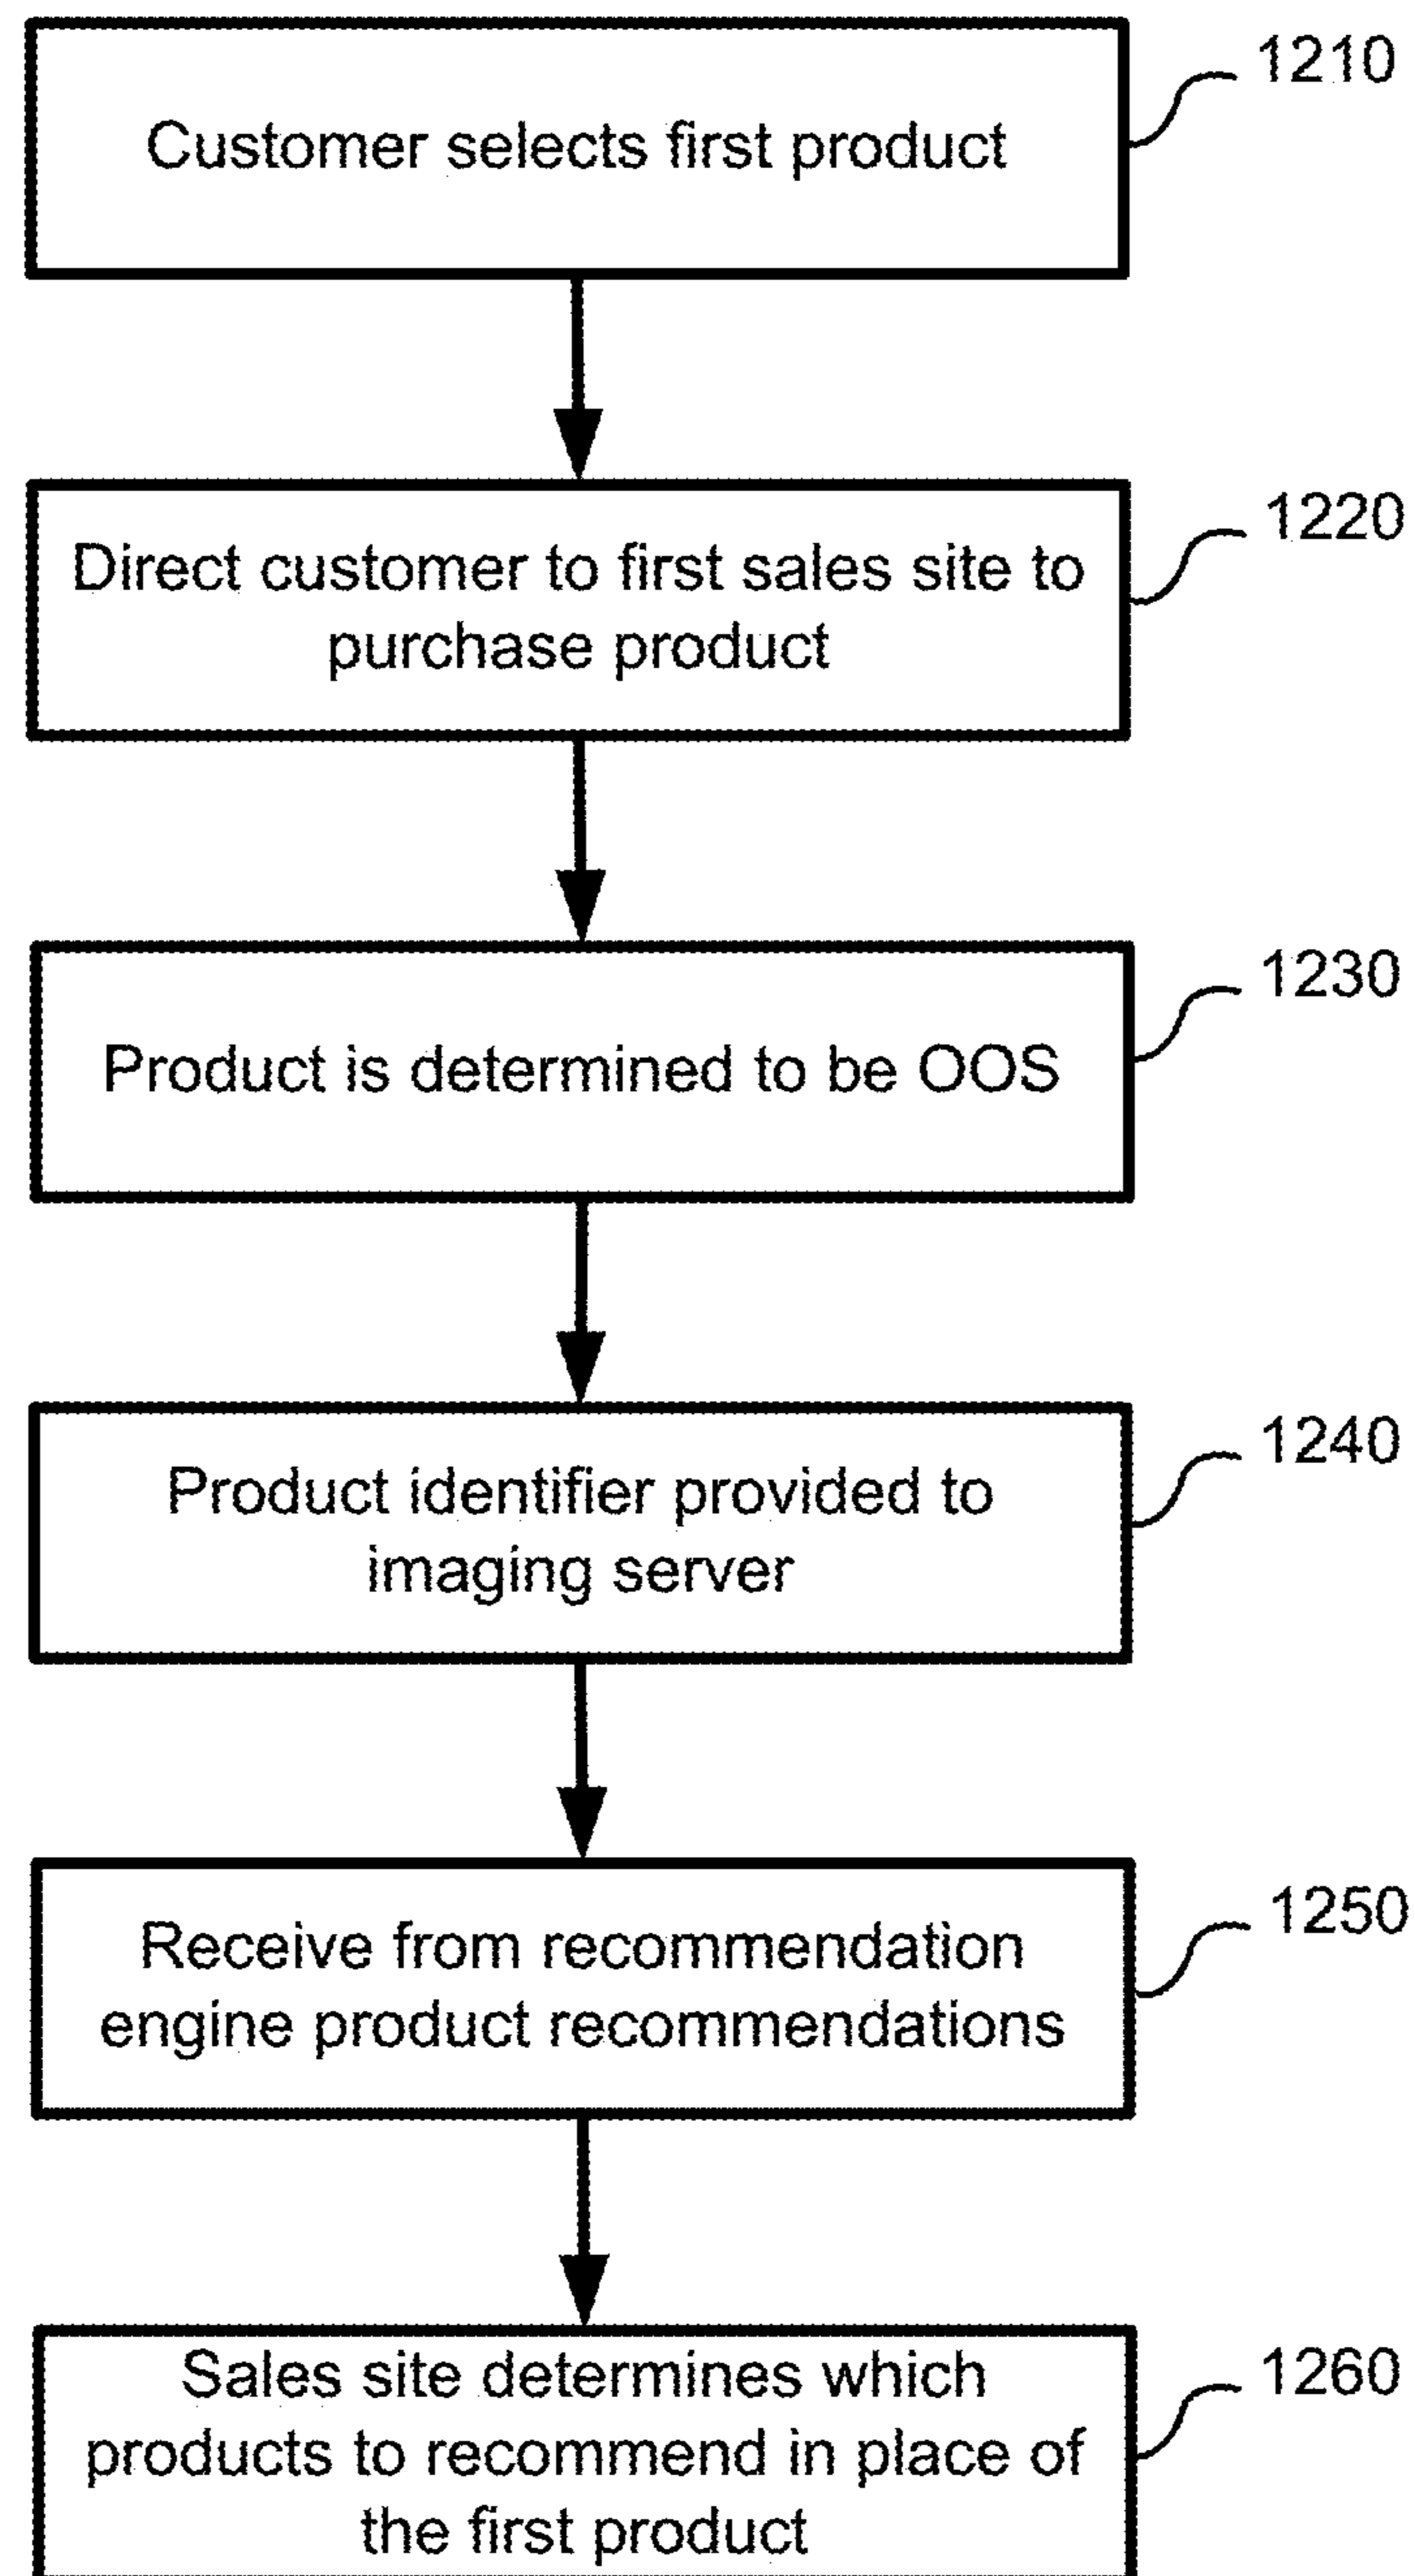 1210
Customer selects first product
1220
Direct customer to first sales site to
purchase product
1230
Product is determined to be OOS
1240
Product identifier provided to
imaging server
1250
Receive from recommendation
engine product recommendations
1260
Sales site determines which
products to recommend in place of
the first product